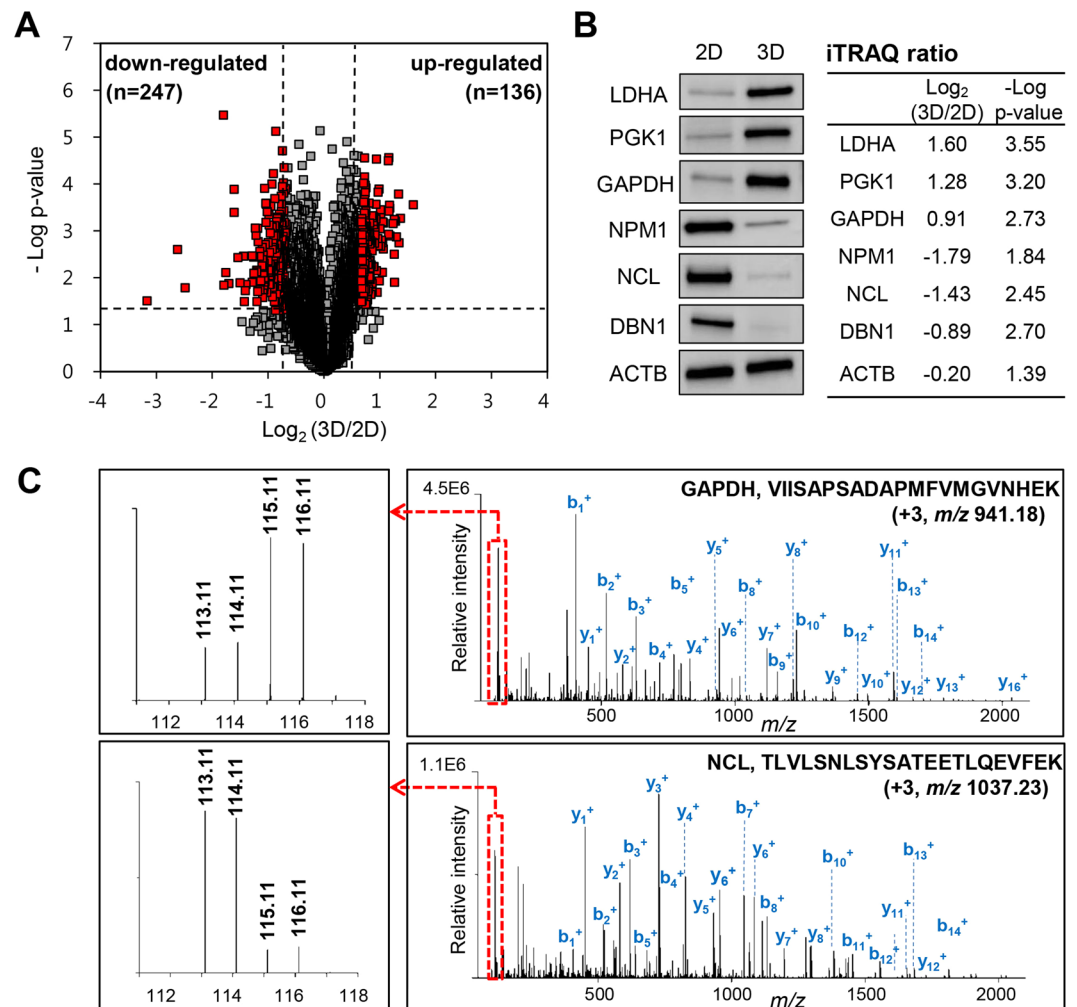 A
7
6
5
4
3
2
1
0
- Log p-value
down-regulated
(n=247)
up-regulated
(n=136)
-4
-3
-2
-1
0
1
2
3
4
Log2 (3D/2D)
B
2D
3D
LDHA
PGK1
GAPDH
NPM1
NCL
DBN1
ACTB
iTRAQ ratio
Log2 (3D/2D)
-Log p-value
LDHA 1.60 3.55
PGK1 1.28 3.20
GAPDH 0.91 2.73
NPM1 -1.79 1.84
NCL -1.43 2.45
DBN1 -0.89 2.70
ACTB -0.20 1.39
C
113.11
114.11
115.11
116.11
112 114 116 118
4.5E6
Relative intensity
GAPDH, VIISAPSADAPMFVMGVNHEK
(+3, m/z 941.18)
b1+
b2+
b3+
y1+
y2+
b4+
b5+
y4+
y5+
y6+
b8+
y7+
b9+
y8+
b10+
y9+
b12+
y10+
y11+
b13+
y12+
b14+
y13+
y16+
500 1000 1500 2000
m/z
113.11
114.11
115.11
116.11
112 114 116 118
1.1E6
Relative intensity
NCL, TLVLSNLSYSATEETLQEVFEK
(+3, m/z 1037.23)
b1+
y1+
b2+
y2+
b3+
b5+
y3+
b4+
y4+
y5+
y6+
b7+
y6+
b8+
y7+
y8+
b10+
b11+
b12+
y11+
b13+
y12+
b14+
500 1000 1500 2000
m/z